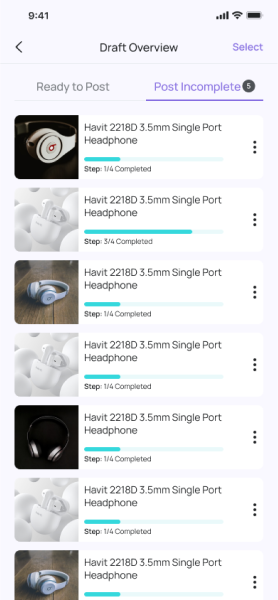 9:41
Draft Overview
Select
Ready to Post
Post Incomplete 5
Havit 2218D 3.5mm Single Port
Headphone
Step: 1/4 Completed
Havit 2218D 3.5mm Single Port
Headphone
Step: 3/4 Completed
Havit 2218D 3.5mm Single Port
Headphone
Step: 1/4 Completed
Havit 2218D 3.5mm Single Port
Headphone
Step: 1/4 Completed
Havit 2218D 3.5mm Single Port
Headphone
Step: 1/4 Completed
Havit 2218D 3.5mm Single Port
Headphone
Step: 1/4 Completed
Havit 2218D 3.5mm Single Port
Headphone